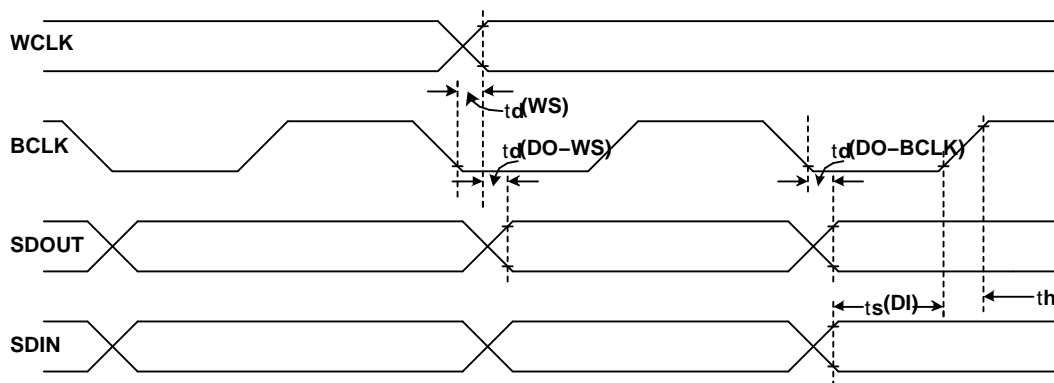 WCLK
td(WS)
BCLK
td(DO−WS)
td(DO-BCLK)
SDOUT
ts(DI)
th
SDIN